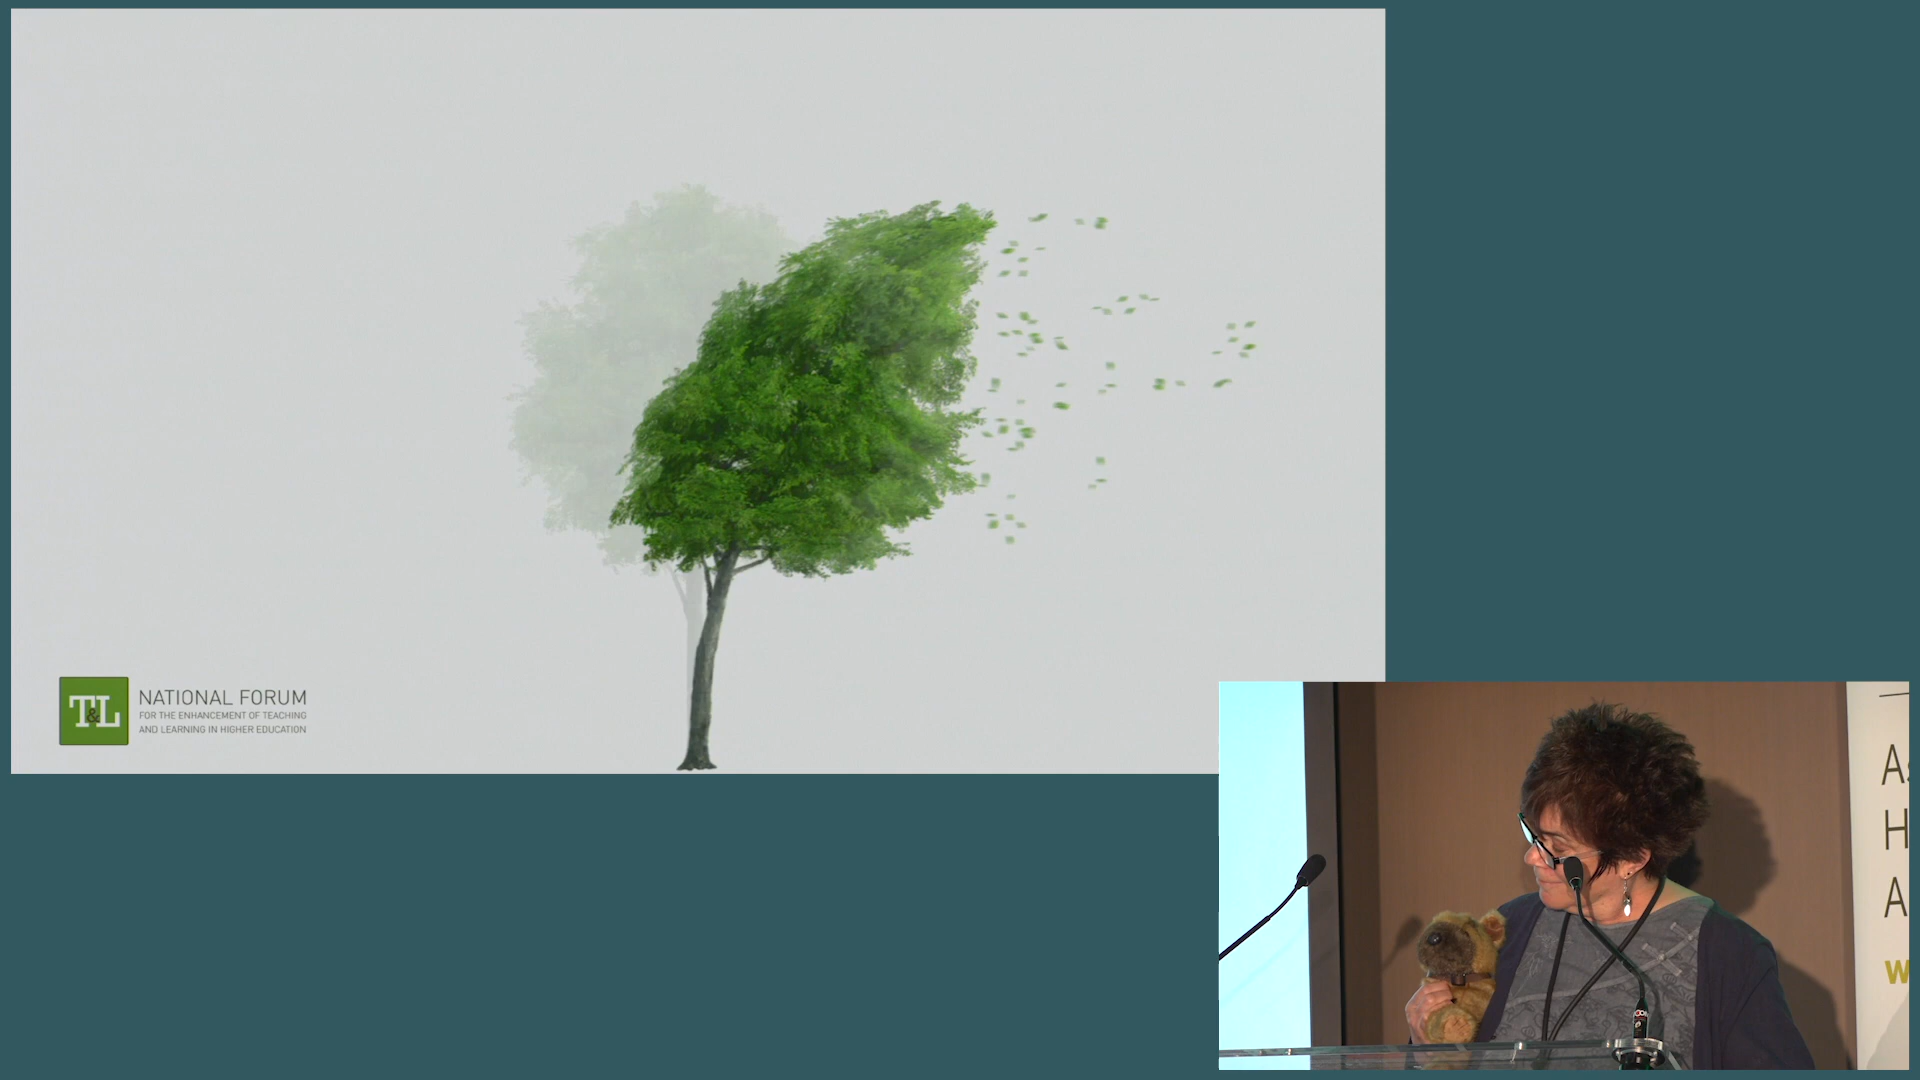 T&L
NATIONAL FORUM
FOR THE ENHANCEMENT OF TEACHING
AND LEARNING IN HIGHER EDUCATION